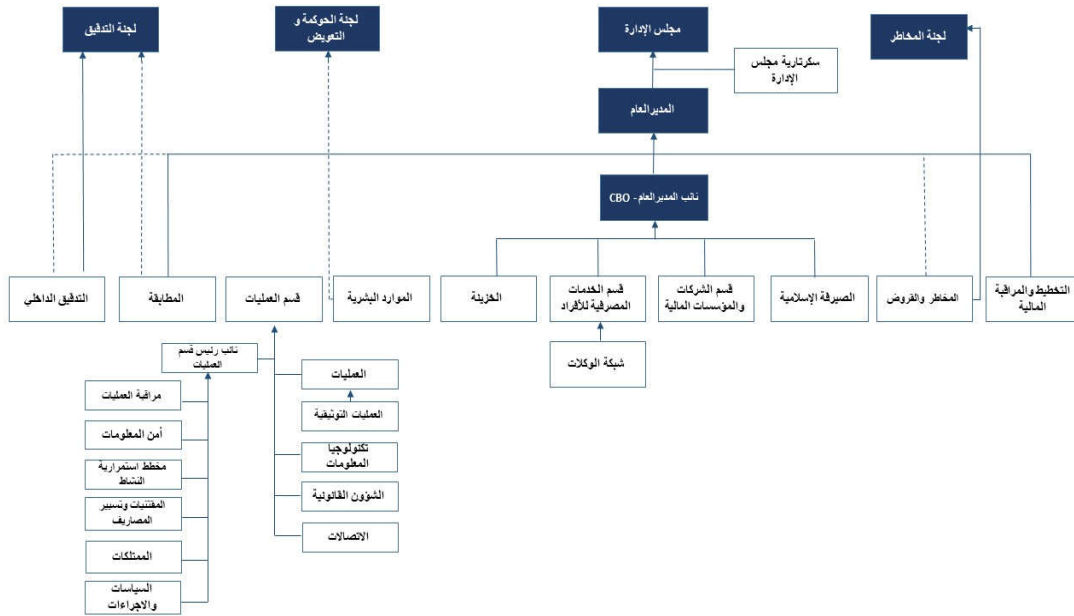 مجلس الإدارة
لجنة المخاطر
لجنة الحوكمة و
التعويض
لجنة التدقيق
سكرتارية مجلس
الإدارة
المدير العام
نائب المدير العام - CBO
التخطيط والمراقبة
المالية
المخاطر والقروض
الصيرفة الإسلامية
قسم الشركات
والمؤسسات المالية
قسم الخدمات
المصرفية للأفراد
الخزينة
الموارد البشرية
قسم العمليات
المطابقة
التدقيق الداخلي
شبكة الوكلات
نائب رئيس قسم
العمليات
العمليات
العمليات التوثيقية
تكنولوجيا
المعلومات
الشؤون القانونية
الاتصالات
مراقبة العمليات
أمن المعلومات
مخطط استمرارية
النشاط
المقتنيات وتسيير
المصاريف
الممتلكات
السياسات
والاجراءات